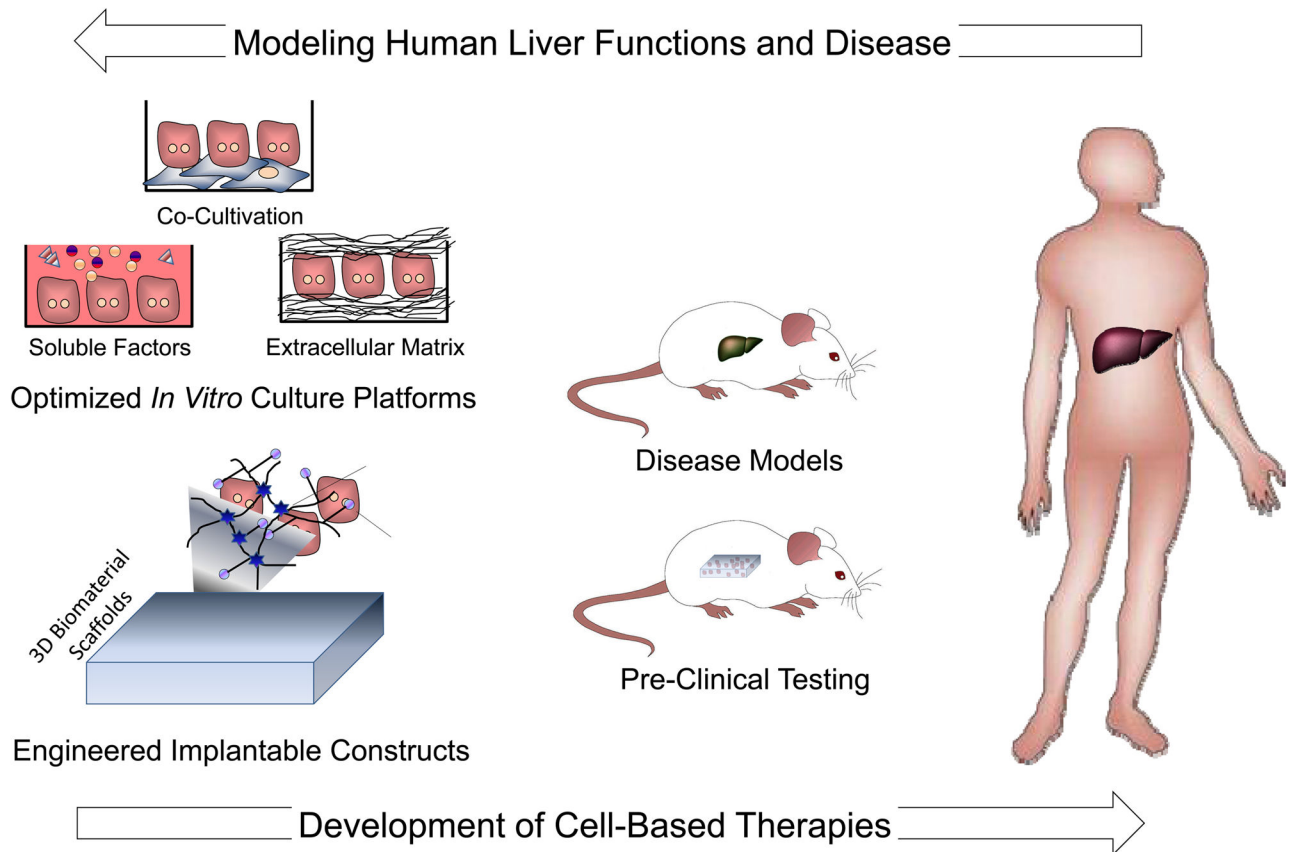 Modeling Human Liver Functions and Disease
Co-Cultivation
Soluble Factors
Extracellular Matrix
Optimized In Vitro Culture Platforms
Disease Models
3D Biomaterial
Scaffolds
Pre-Clinical Testing
Engineered Implantable Constructs
Development of Cell-Based Therapies